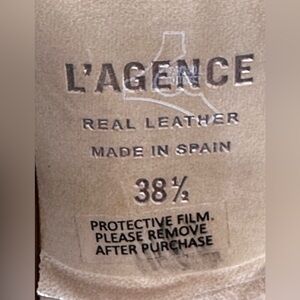 L'AGENCE
REAL LEATHER
MADE IN SPAIN
38½
PROTECTIVE FILM.
PLEASE REMOVE
AFTER PURCHASE